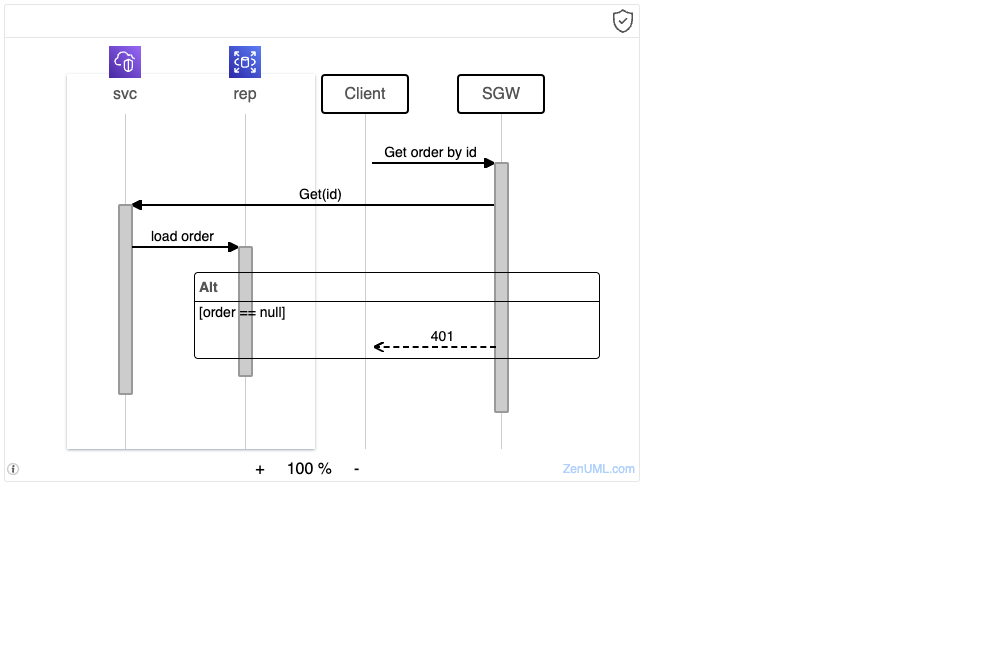 svc
rep
Client
SGW
Get order by id
Get(id)
load order
Alt
[order == null]
401
+ 100 % -
ZenUML.com